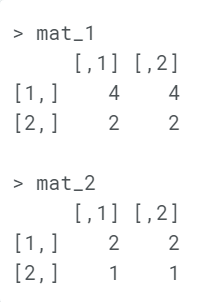 > mat_1
     [,1] [,2]
[1,]    4    4
[2,]    2    2
> mat_2
     [,1] [,2]
[1,]    2    2
[2,]    1    1